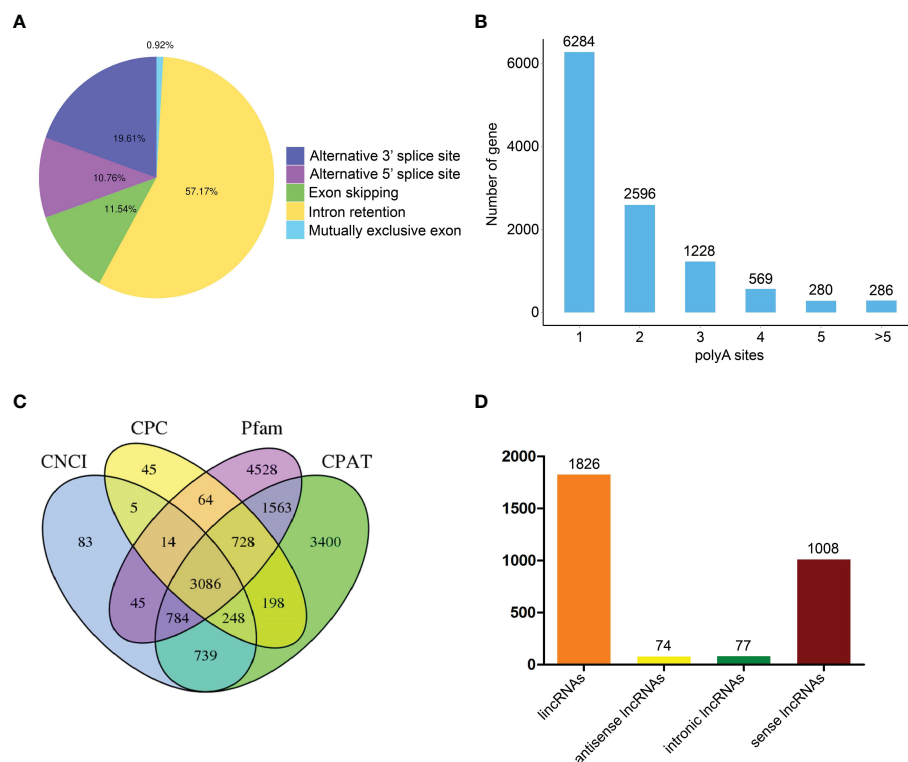 A
0.92%
19.61%
10.76%
11.54%
57.17%
Alternative 3' splice site
Alternative 5' splice site
Exon skipping
Intron retention
Mutually exclusive exon
B
Number of gene
6000
4000
2000
0
6284
2596
1228
569
280
286
1 2 3 4 5 >5
polyA sites
C
CNCI
CPC
Pfam
CPAT
45
4528
5
64
1563
83
14
728
3400
3086
45
784
248
198
739
D
2000
1500
1000
500
0
1826
74
77
1008
lincRNAs
antisense lncRNAs
intronic lncRNAs
sense lncRNAs